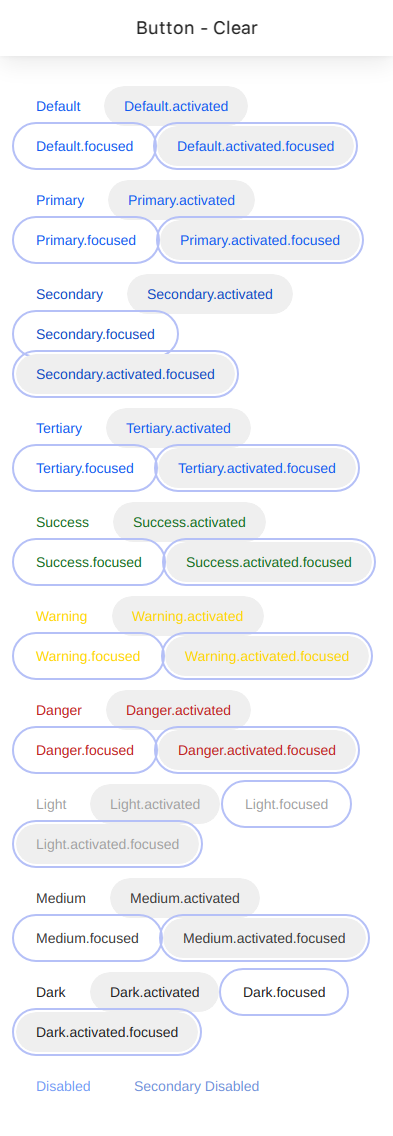 Button - Clear
Default Default.activated
Default.focused Default.activated.focused
Primary Primary.activated
Primary.focused Primary.activated.focused
Secondary Secondary.activated
Secondary.focused
Secondary.activated.focused
Tertiary Tertiary.activated
Tertiary.focused Tertiary.activated.focused
Success Success.activated
Success.focused Success.activated.focused
Warning Warning.activated
Warning.focused Warning.activated.focused
Danger Danger.activated
Danger.focused Danger.activated.focused
Light Light.activated Light.focused
Light.activated.focused
Medium Medium.activated
Medium.focused Medium.activated.focused
Dark Dark.activated Dark.focused
Dark.activated.focused
Disabled Secondary Disabled